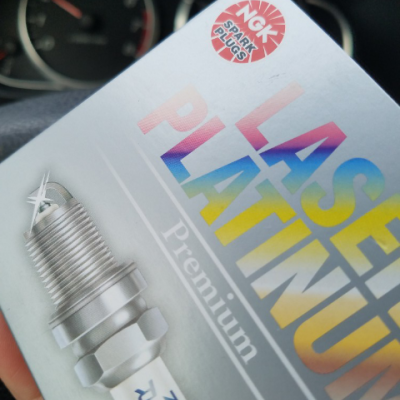 NGK
SPARK
PLUGS
LASER
PLATINUM
Premium